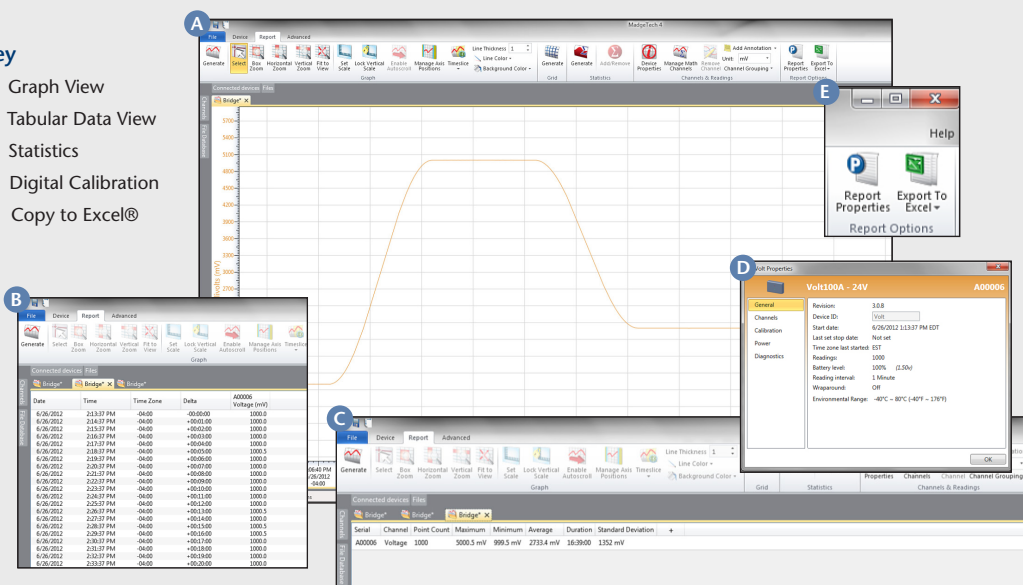 ey
Graph View
Tabular Data View
Statistics
Digital Calibration
Copy to Excel®
A
MadgeTech 4
File Device Report Advanced
Generate Select Box Zoom Horizontal Zoom Vertical Zoom Fit to View Set Scale Lock Vertical Scale Enable Autoscroll Manage Axis Positions Timeslice Line Thickness 1 Line Color Background Color Generate Generate Add/Remove Device Properties Manage Math Channels Remove Channel Add Annotation Unit: mV Channel Grouping Report Properties Export To Excel
Graph Grid Statistics Channels & Readings Report Options
Connected devices Files
Channels
File Database
Bridge*
5700
4800
4500
4200
3900
3600
3300
3000
2700
E
Help
Report Properties Export To Excel
Report Options
D
Volt Properties
Volt100A - 24V A00006
General
Channels
Calibration
Power
Diagnostics
Revision: 3.0.8
Device ID: Volt
Start date: 6/26/2012 1:13:37 PM EDT
Last set stop date: Not set
Time zone last started: EST
Readings: 1000
Battery level: 100% (1.50v)
Reading interval: 1 Minute
Wraparound: Off
Environmental Range: -40°C ~ 80°C (-40°F ~ 176°F)
OK
B
File Device Report Advanced
Generate Select Box Zoom Horizontal Zoom Vertical Zoom Fit to View Set Scale Lock Vertical Scale Enable Autoscroll Manage Axis Positions Timeslice
Graph
Connected devices Files
Channels
File Database
Bridge* Bridge* Bridge*
Date Time Time Zone Delta A00006 Voltage (mV)
6/26/2012 2:13:37 PM -04:00 -00:00:00 1000.0
6/26/2012 2:14:37 PM -04:00 +00:01:00 1000.0
6/26/2012 2:15:37 PM -04:00 +00:02:00 1000.0
6/26/2012 2:16:37 PM -04:00 +00:03:00 1000.0
6/26/2012 2:17:37 PM -04:00 +00:04:00 1000.0
6/26/2012 2:18:37 PM -04:00 +00:05:00 1000.5
6/26/2012 2:19:37 PM -04:00 +00:06:00 1000.0
6/26/2012 2:20:37 PM -04:00 +00:07:00 1000.0
6/26/2012 2:21:37 PM -04:00 +00:08:00 1000.0
6/26/2012 2:22:37 PM -04:00 +00:09:00 1000.0
6/26/2012 2:23:37 PM -04:00 +00:10:00 1000.0
6/26/2012 2:24:37 PM -04:00 +00:11:00 1000.0
6/26/2012 2:25:37 PM -04:00 +00:12:00 1000.0
6/26/2012 2:26:37 PM -04:00 +00:13:00 1000.5
6/26/2012 2:27:37 PM -04:00 +00:14:00 1000.0
6/26/2012 2:28:37 PM -04:00 +00:15:00 1000.5
6/26/2012 2:29:37 PM -04:00 +00:16:00 1000.5
6/26/2012 2:30:37 PM -04:00 +00:17:00 1000.0
6/26/2012 2:31:37 PM -04:00 +00:18:00 1000.0
6/26/2012 2:32:37 PM -04:00 +00:19:00 1000.0
6/26/2012 2:33:37 PM -04:00 +00:20:00 1000.0
C
File Device Report Advanced
Generate Select Box Zoom Horizontal Zoom Vertical Zoom Fit to View Set Scale Lock Vertical Scale Enable Autoscroll Manage Axis Positions Timeslice Line Thickness 1 Line Color Background Color Properties Channels Channel Channel Grouping
Graph Grid Statistics Channels & Readings
Connected devices Files
Channels
File Database
Bridge* Bridge* Bridge*
Serial Channel Point Count Maximum Minimum Average Duration Standard Deviation +
A00006 Voltage 1000 5000.5 mV 999.5 mV 2733.4 mV 16:39:00 1352 mV